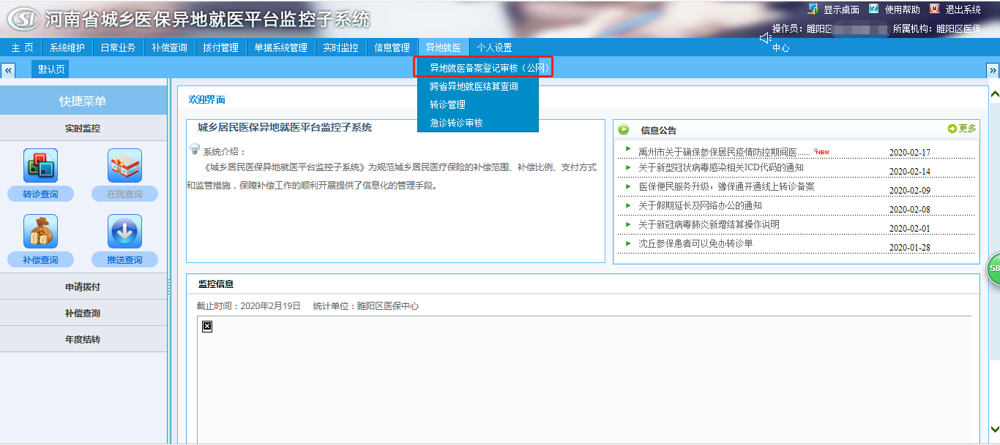 河南省城乡医保异地就医平台监控子系统
显示桌面 使用帮助 退出系统
操作员：睢阳区 所属机构：睢阳区医保
中心
主 页 系统维护 日常业务 补偿查询 拨付管理 单据系统管理 实时监控 信息管理 异地就医 个人设置
« 默认页 »
异地就医备案登记审核（公网）
跨省异地就医结算查询
转诊管理
急诊转诊审核
快捷菜单
实时监控
转诊查询 在院查询
补偿查询 推送查询
申请拨付
补偿查询
年度结转
欢迎界面
城乡居民医保异地就医平台监控子系统
系统介绍：
《城乡居民医保异地就医平台监控子系统》为规范城乡居民医疗保险的补偿范围、补偿比例、支付方式
和监管措施，保障补偿工作的顺利开展提供了信息化的管理手段。
信息公告 更多
禹州市关于确保参保居民疫情防控期间医...... NEW 2020-02-17
关于新型冠状病毒感染相关ICD代码的通知 2020-02-14
医保便民服务升级，豫保通开通线上转诊备案 2020-02-09
关于假期延长及网络办公的通知 2020-02-08
关于新冠病毒肺炎新增结算操作说明 2020-02-01
沈丘参保患者可以免办转诊单 2020-01-28
58
监控信息
截止时间：2020年2月19日 统计单位：睢阳区医保中心